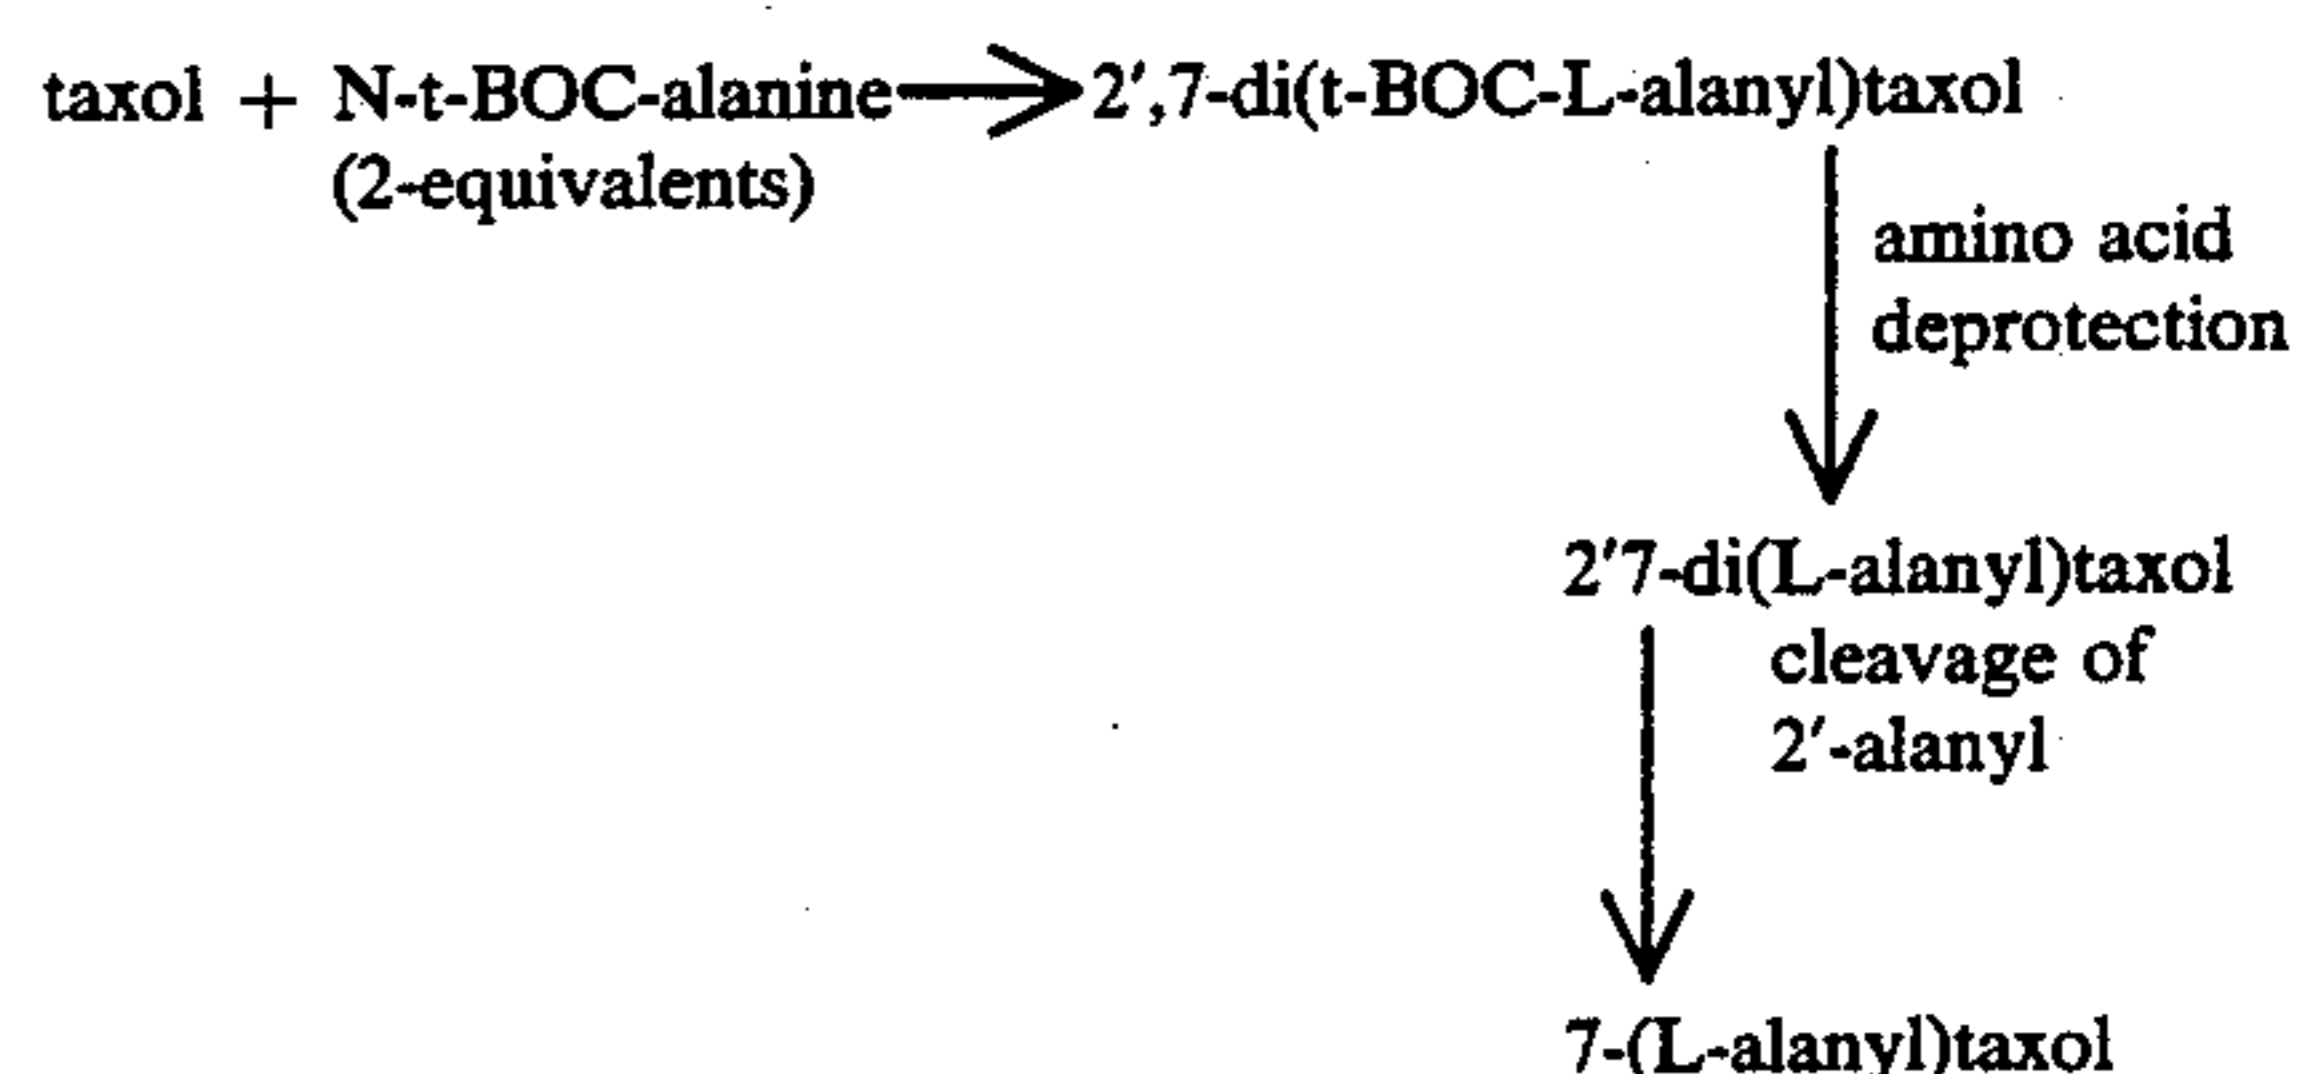 taxol + N-t-BOC-alanine 2′,7-di(t-BOC-L-alanyl)taxol
(2-equivalents)
amino acid
deprotection
2′7-di(L-alanyl)taxol
cleavage of
2′-alanyl
7-(L-alanyl)taxol